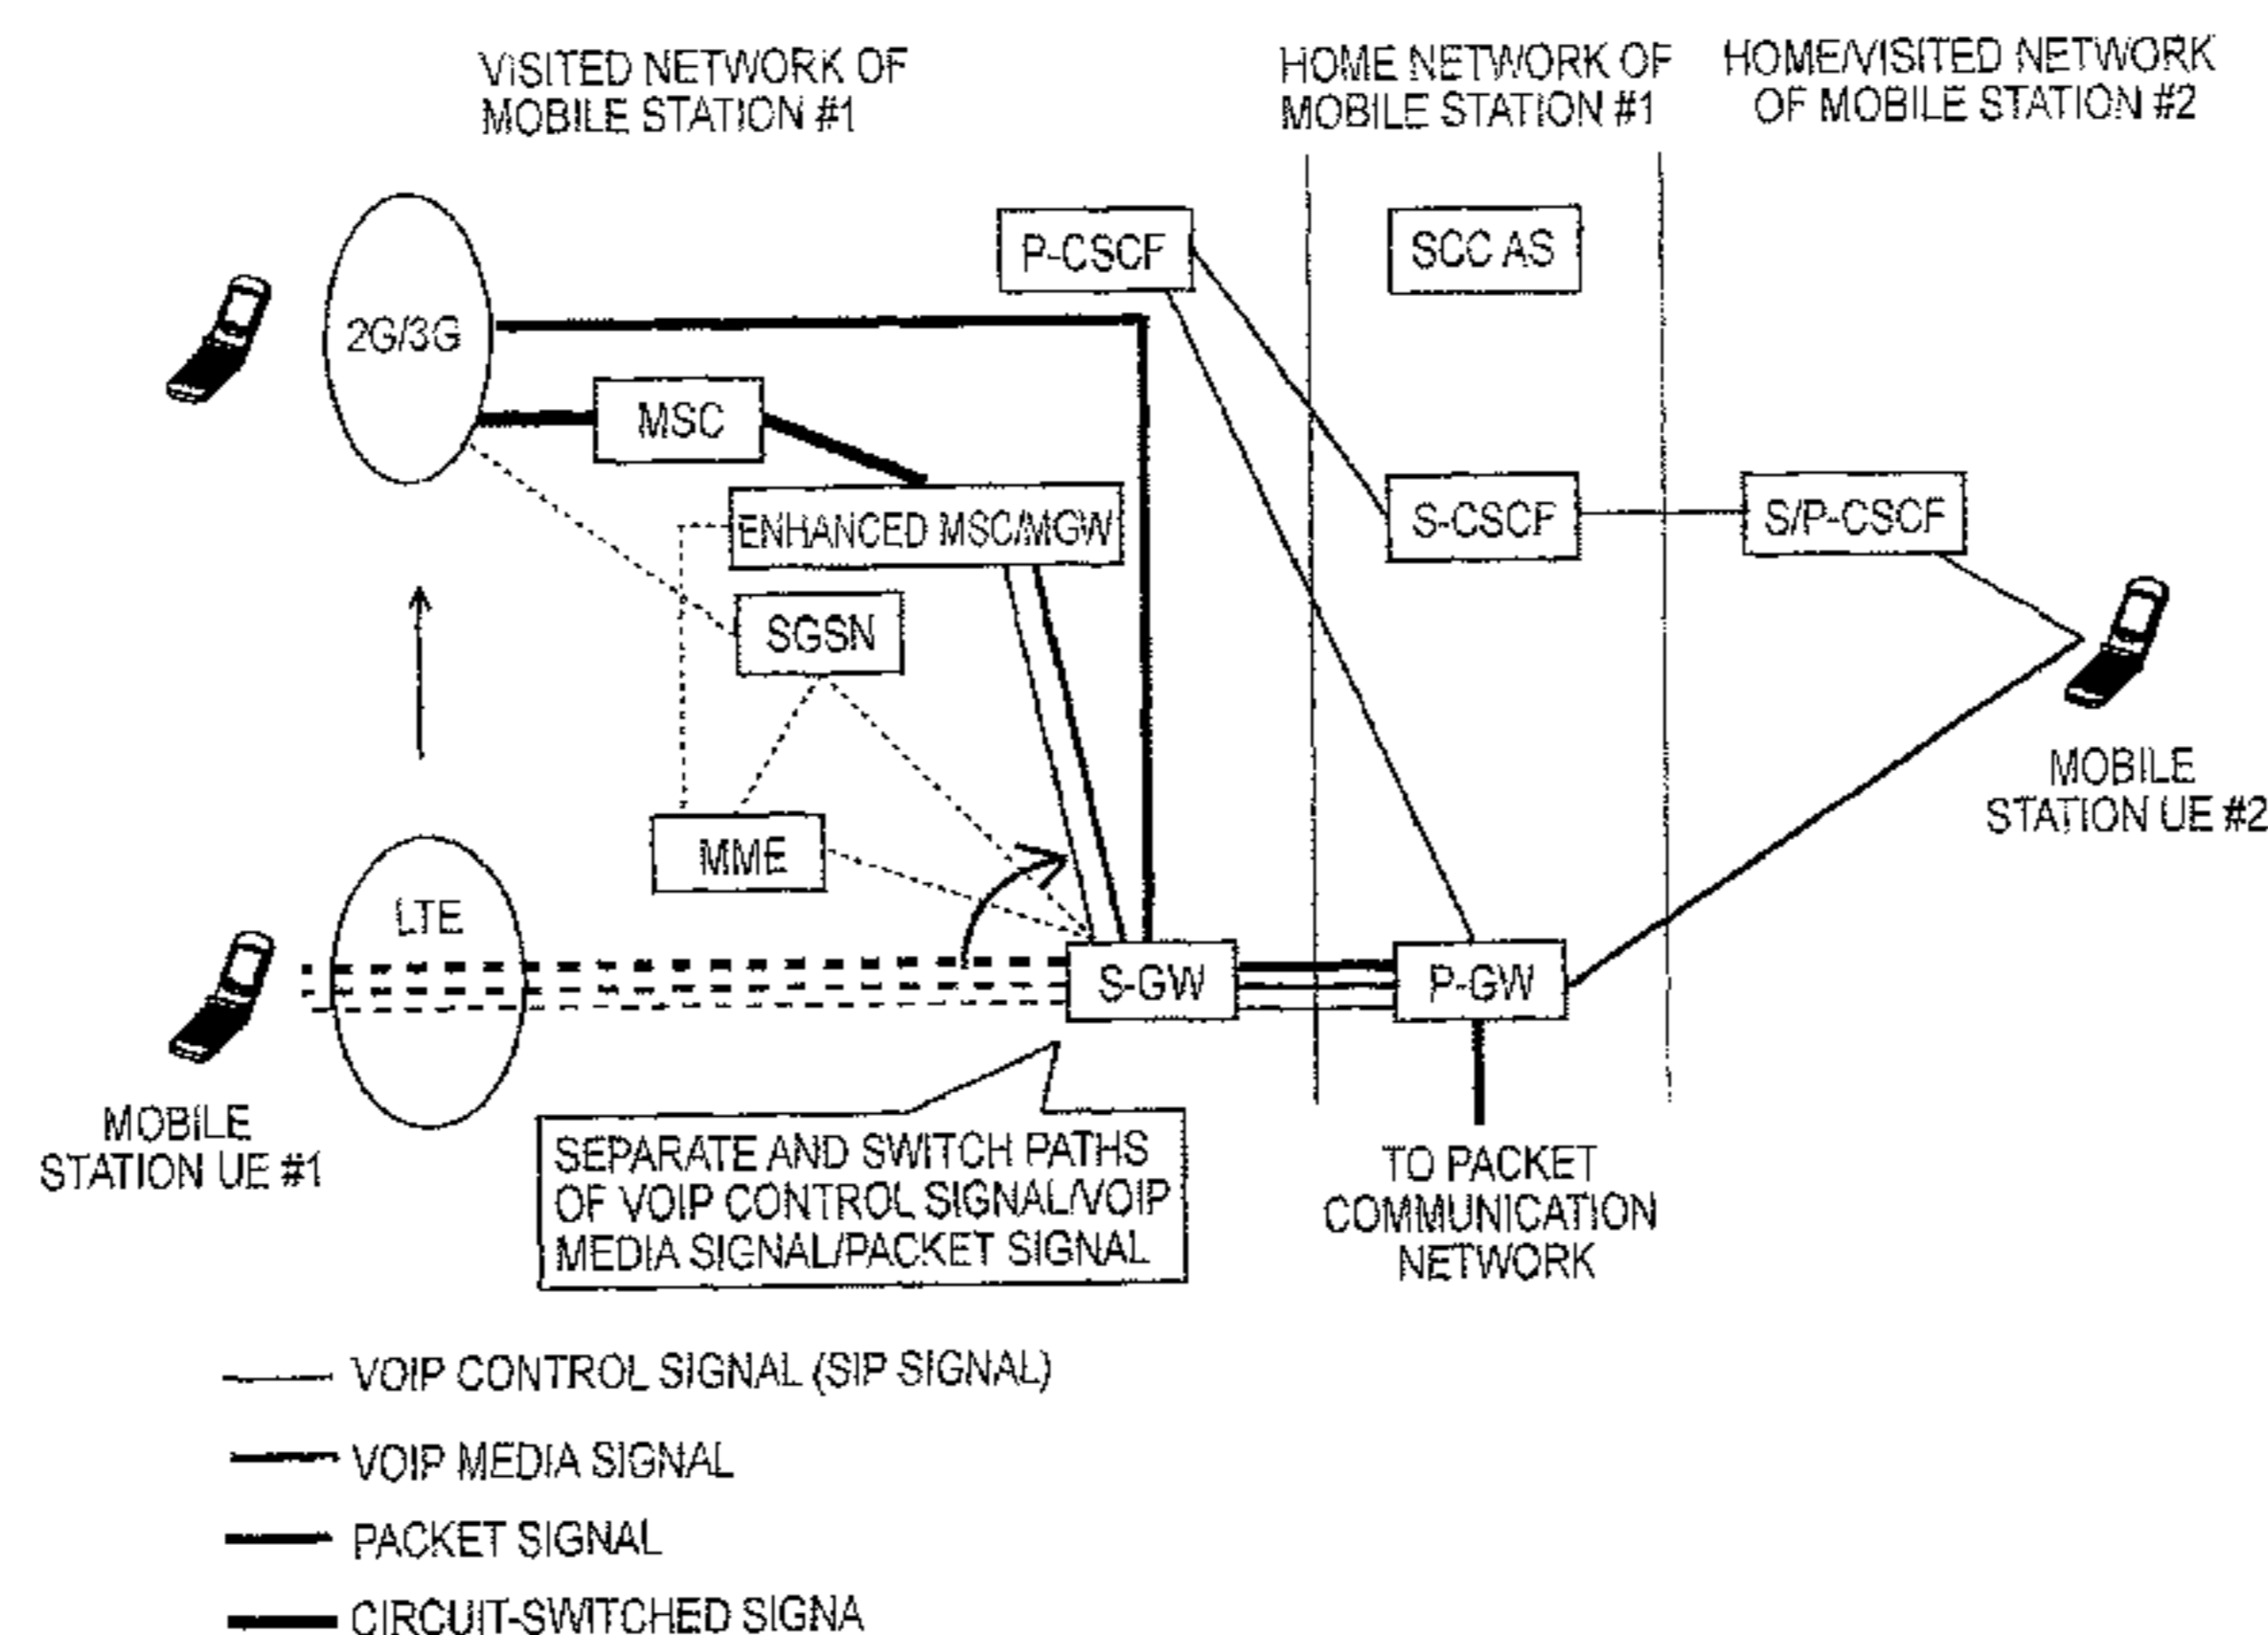 VISITED NETWORK OF
MOBILE STATION #1
HOME NETWORK OF
MOBILE STATION #1
HOME/VISITED NETWORK
OF MOBILE STATION #2
P-CSCF
SCC AS
2G/3G
MSC
ENHANCED MSC/MGW
S-CSCF
S/P-CSCF
SGSN
MOBILE
STATION UE #2
MME
LTE
S-GW
P-GW
MOBILE
STATION UE #1
SEPARATE AND SWITCH PATHS
OF VOIP CONTROL SIGNAL/VOIP
MEDIA SIGNAL/PACKET SIGNAL
TO PACKET
COMMUNICATION
NETWORK
VOIP CONTROL SIGNAL (SIP SIGNAL)
VOIP MEDIA SIGNAL
PACKET SIGNAL
CIRCUIT-SWITCHED SIGNA